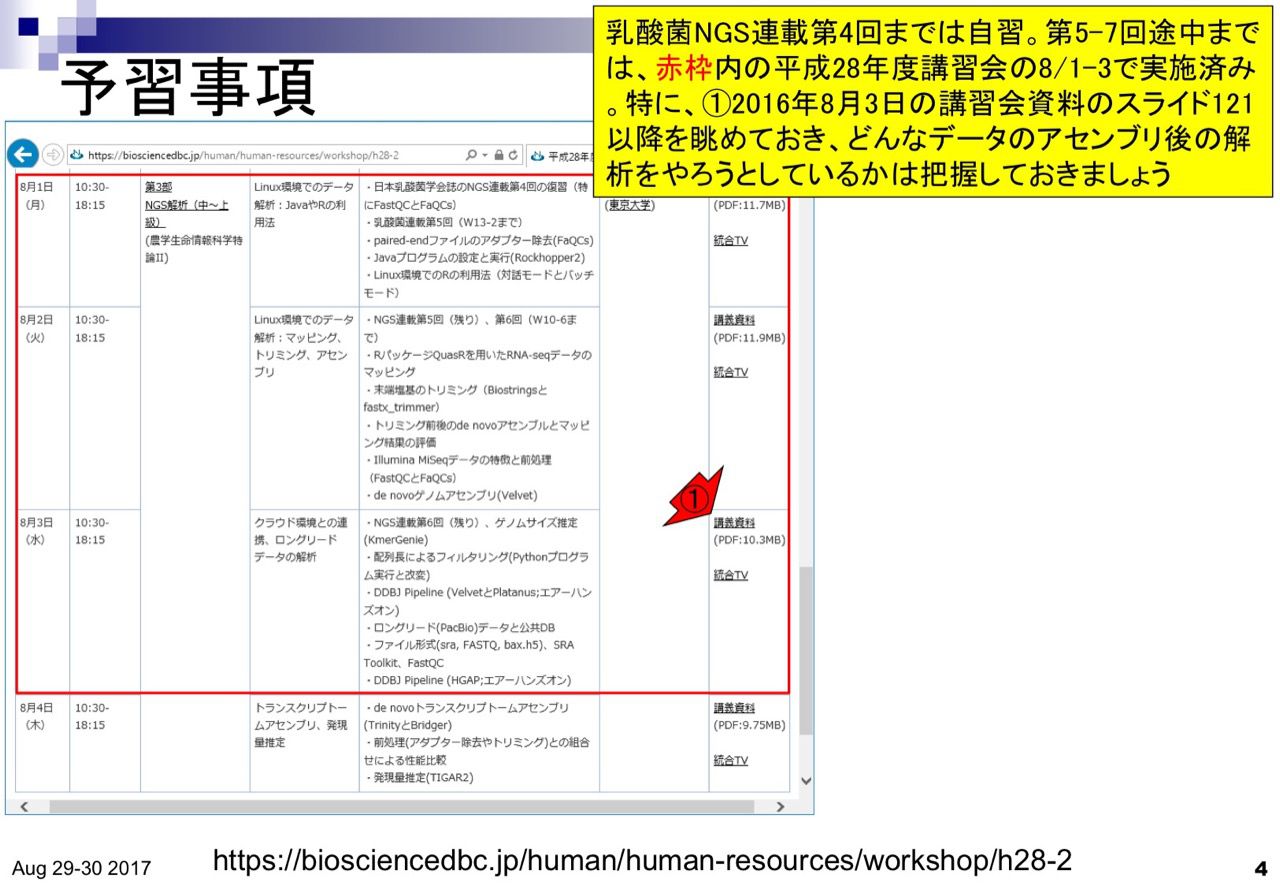 予習事項
乳酸菌NGS連載第4回までは自習。第5-7回途中まで
は、赤枠内の平成28年度講習会の8/1-3で実施済み
。特に、①2016年8月3日の講習会資料のスライド121
以降を眺めておき、どんなデータのアセンブリ後の解
析をやろうとしているかは把握しておきましょう
https://biosciencedbc.jp/human/human-resources/workshop/h28-2
平成28年度
8月1日
(月)
10:30-
18:15
第3部
NGS解析（中～上
級）
(農学生命情報科学特
論II)
Linux環境でのデータ
解析：JavaやRの利
用法
・日本乳酸菌学会誌のNGS連載第4回の復習（特
にFastQCとFaQCs）
・乳酸菌連載第5回（W13-2まで）
・paired-endファイルのアダプター除去(FaQCs)
・Javaプログラムの設定と実行(Rockhopper2)
・Linux環境でのRの利用法（対話モードとバッチ
モード）
(東京大学)
(PDF:11.7MB)
統合TV
8月2日
（火）
10:30-
18:15
Linux環境でのデータ
解析：マッピング、
トリミング、アセン
ブリ
・NGS連載第5回（残り）、第6回（W10-6ま
で）
・RパッケージQuasRを用いたRNA-seqデータの
マッピング
・末端塩基のトリミング（Biostringsと
fastx_trimmer）
・トリミング前後のde novoアセンブルとマッピ
ング結果の評価
・Illumina MiSeqデータの特徴と前処理
（FastQCとFaQCs）
・de novoゲノムアセンブリ(Velvet)
講義資料
(PDF:11.9MB)
統合TV
①
8月3日
（水）
10:30-
18:15
クラウド環境との連
携、ロングリード
データの解析
・NGS連載第6回（残り）、ゲノムサイズ推定
(KmerGenie)
・配列長によるフィルタリング(Pythonプログラ
ム実行と改変)
・DDBJ Pipeline (VelvetとPlatanus;エアーハン
ズオン)
・ロングリード(PacBio)データと公共DB
・ファイル形式(sra, FASTQ, bax.h5)、SRA
Toolkit、FastQC
・DDBJ Pipeline (HGAP;エアーハンズオン)
講義資料
(PDF:10.3MB)
統合TV
8月4日
（木）
10:30-
18:15
トランスクリプトー
ムアセンブリ、発現
量推定
・de novoトランスクリプトームアセンブリ
(TrinityとBridger)
・前処理(アダプター除去やトリミング)との組合
せによる性能比較
・発現量推定(TIGAR2)
講義資料
(PDF:9.75MB)
統合TV
Aug 29-30 2017
https://biosciencedbc.jp/human/human-resources/workshop/h28-2
4